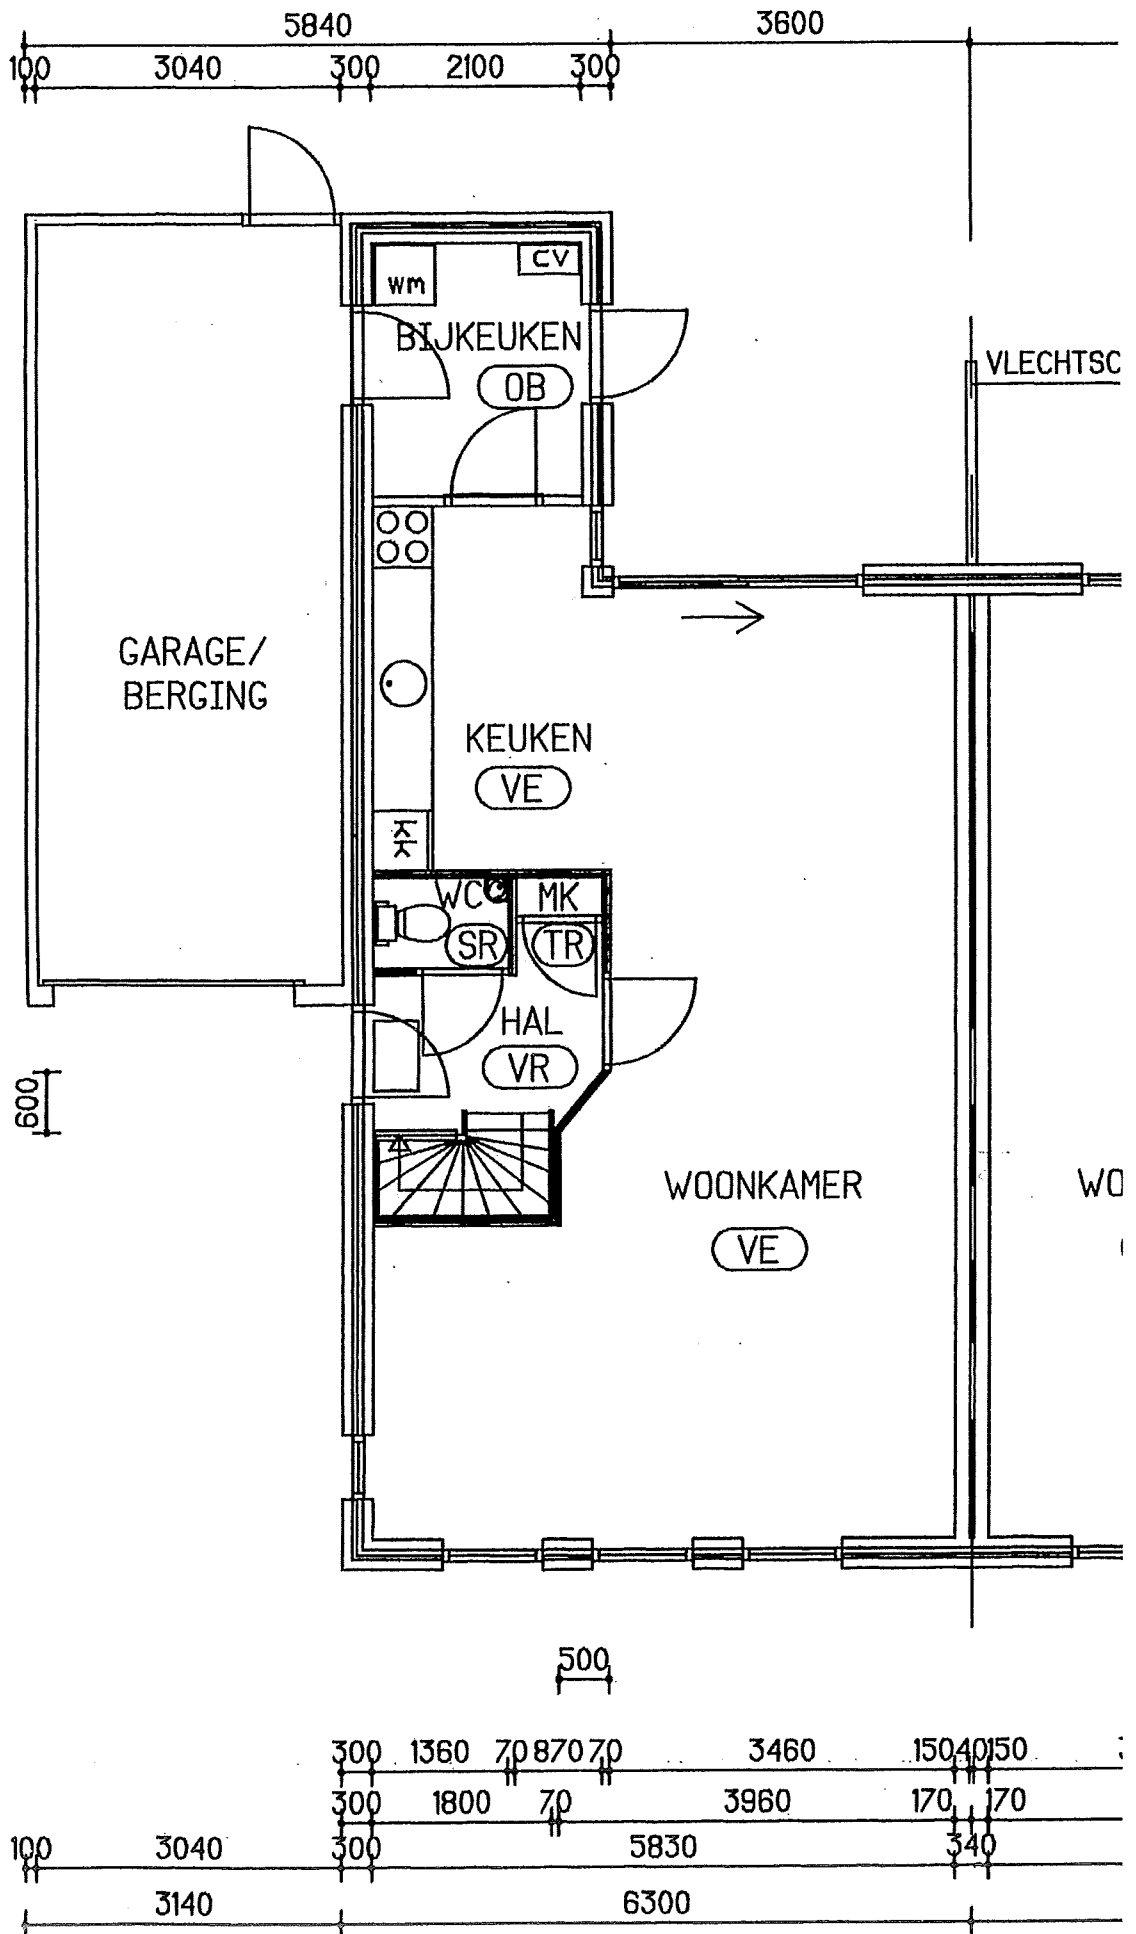 5840 3600
100 3040 300 2100 300
CV
wm
BIJKEUKEN
OB
VLECHTSC
GARAGE/
BERGING
KEUKEN
VE
KK
WC MK
SR TR
HAL
VR
600
WOONKAMER WO
VE
500
300 1360 70 870 70 3460 150 40 150
300 1800 70 3960 170 170
100 3040 300 5830 340
3140 6300